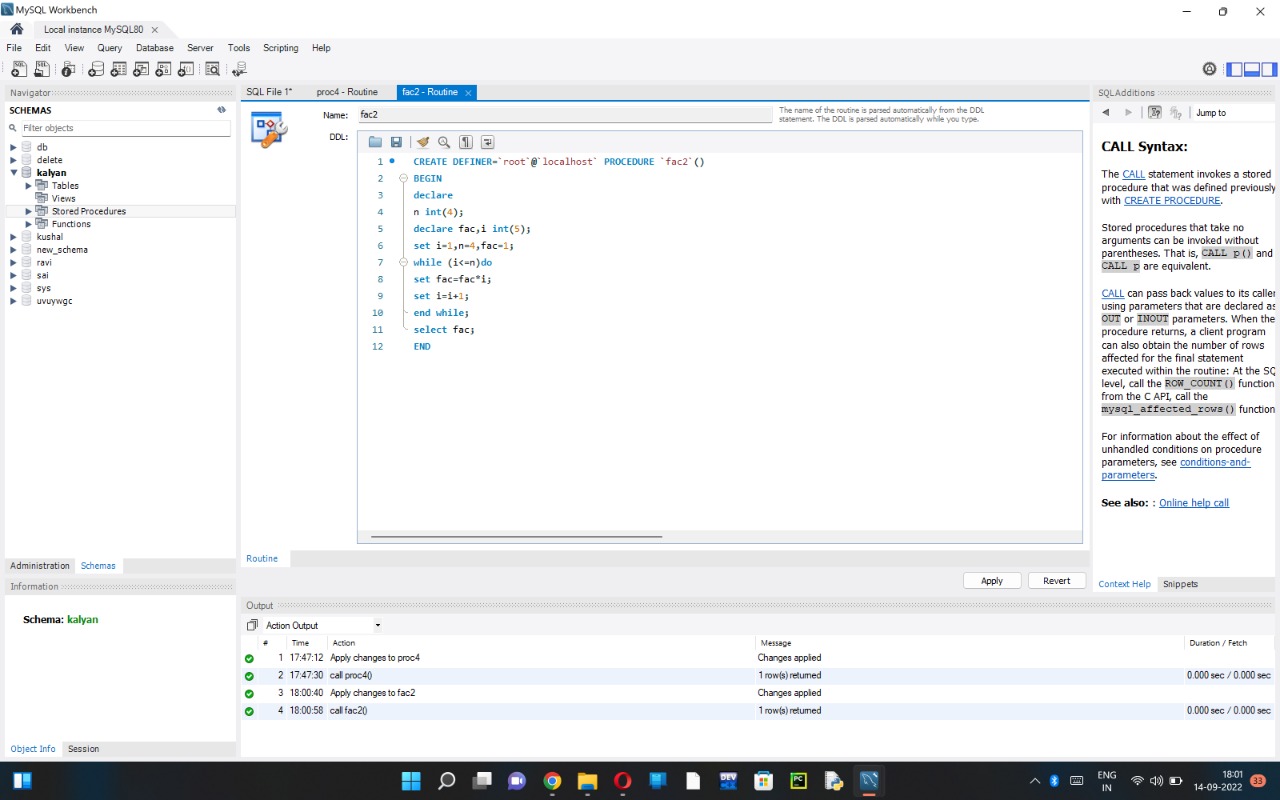 MySQL Workbench
Local instance MySQL80
File Edit View Query Database Server Tools Scripting Help
Navigator
SCHEMAS
Filter objects
db
delete
kalyan
Tables
Views
Stored Procedures
Functions
kushal
new_schema
ravi
sai
sys
uvuywgc
Administration Schemas
Information
Schema: kalyan
Object Info Session
SQL File 1* proc4 - Routine fac2 - Routine
Name: fac2
The name of the routine is parsed automatically from the DDL
statement. The DDL is parsed automatically while you type.
DDL:
1 CREATE DEFINER=`root`@`localhost` PROCEDURE `fac2`()
2 BEGIN
3 declare
4 n int(4);
5 declare fac,i int(5);
6 set i=1,n=4,fac=1;
7 while (i<=n)do
8 set fac=fac*i;
9 set i=i+1;
10 end while;
11 select fac;
12 END
Routine
Apply Revert
Output
Action Output
# Time Action Message Duration / Fetch
1 17:47:12 Apply changes to proc4 Changes applied
2 17:47:30 call proc4() 1 row(s) returned 0.000 sec / 0.000 sec
3 18:00:40 Apply changes to fac2 Changes applied
4 18:00:58 call fac2() 1 row(s) returned 0.000 sec / 0.000 sec
SQLAdditions
Jump to
CALL Syntax:
The CALL statement invokes a stored
procedure that was defined previously
with CREATE PROCEDURE.
Stored procedures that take no
arguments can be invoked without
parentheses. That is, CALL p() and
CALL p are equivalent.
CALL can pass back values to its caller
using parameters that are declared as
OUT or INOUT parameters. When the
procedure returns, a client program
can also obtain the number of rows
affected for the final statement
executed within the routine: At the SQ
level, call the ROW_COUNT() function
from the C API, call the
mysql_affected_rows() function
For information about the effect of
unhandled conditions on procedure
parameters, see conditions-and-
parameters.
See also: : Online help call
Context Help Snippets
ENG
IN
18:01
14-09-2022
33